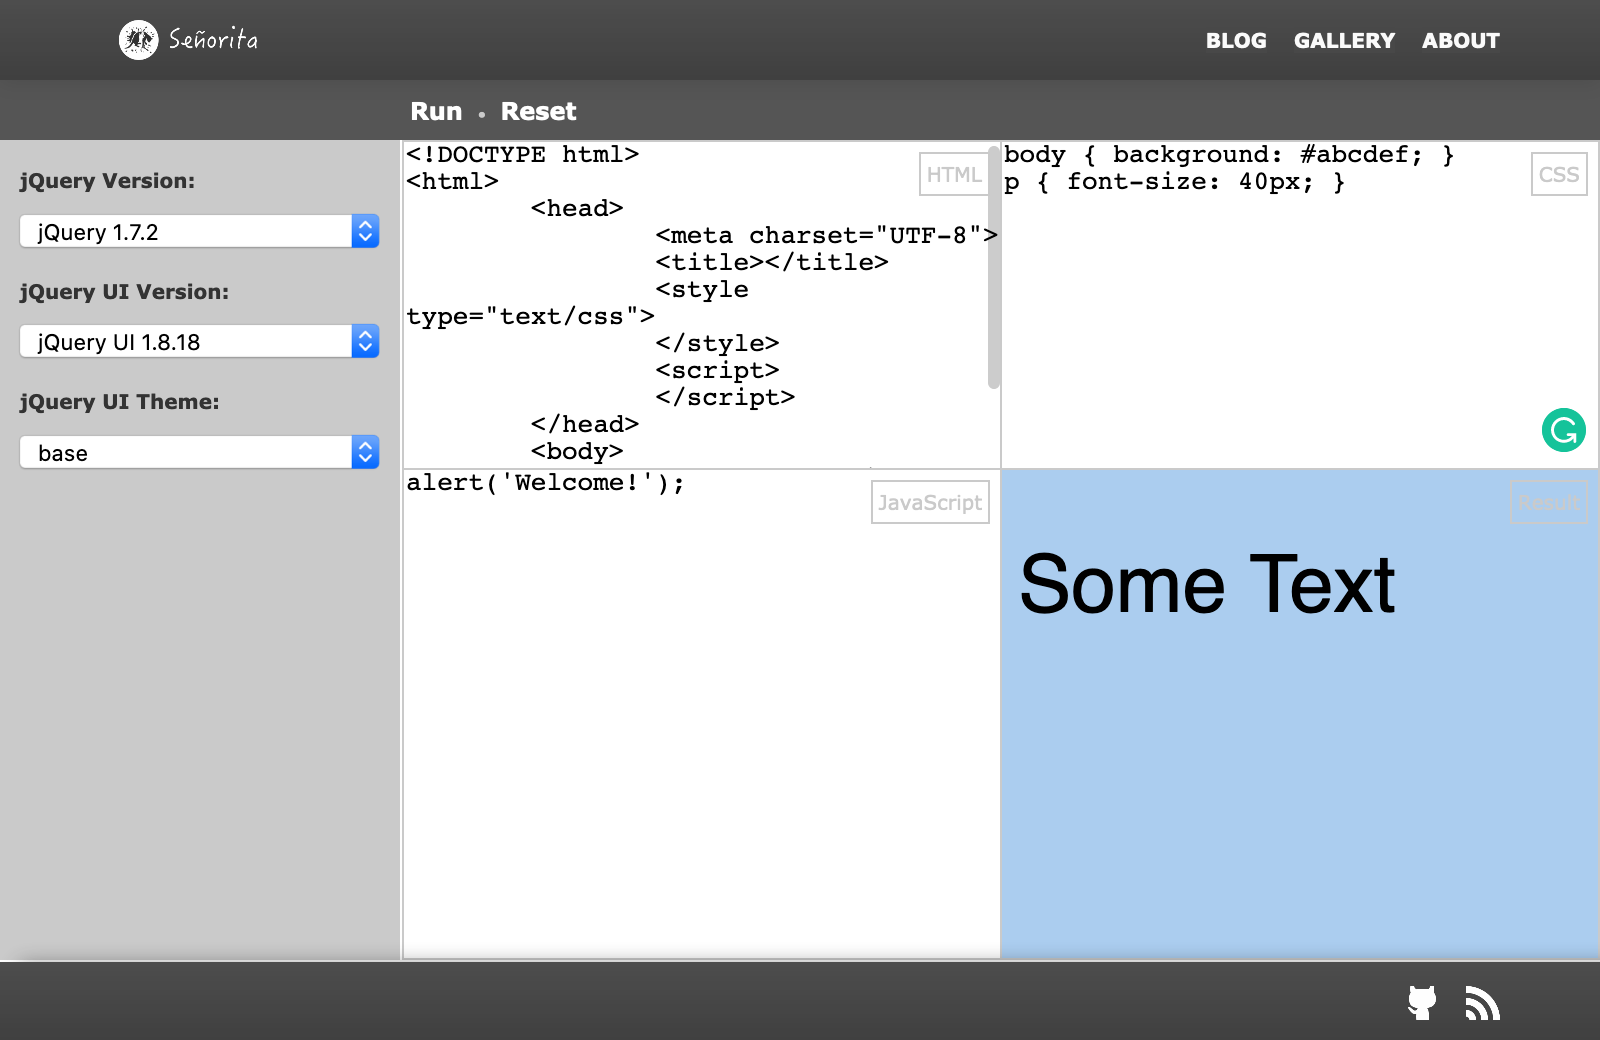 Señorita
BLOG GALLERY ABOUT
Run • Reset
jQuery Version:
jQuery 1.7.2
jQuery UI Version:
jQuery UI 1.8.18
jQuery UI Theme:
base
HTML
<!DOCTYPE html>
<html>
<head>
<meta charset="UTF-8">
<title></title>
<style
type="text/css">
</style>
<script>
</script>
</head>
<body>
CSS
body { background: #abcdef; }
p { font-size: 40px; }
JavaScript
alert('Welcome!');
Result
Some Text